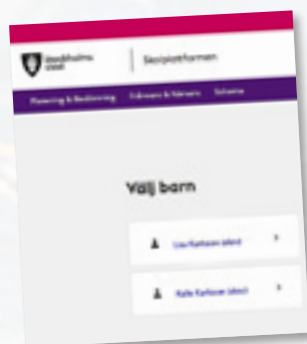 Stockholms
stad
Skolplattformen
Planering & Bedömning Frånvaro & Närvaro Schema
Välj barn
Lisa Karlsson (elev)
Kalle Karlsson (elev)